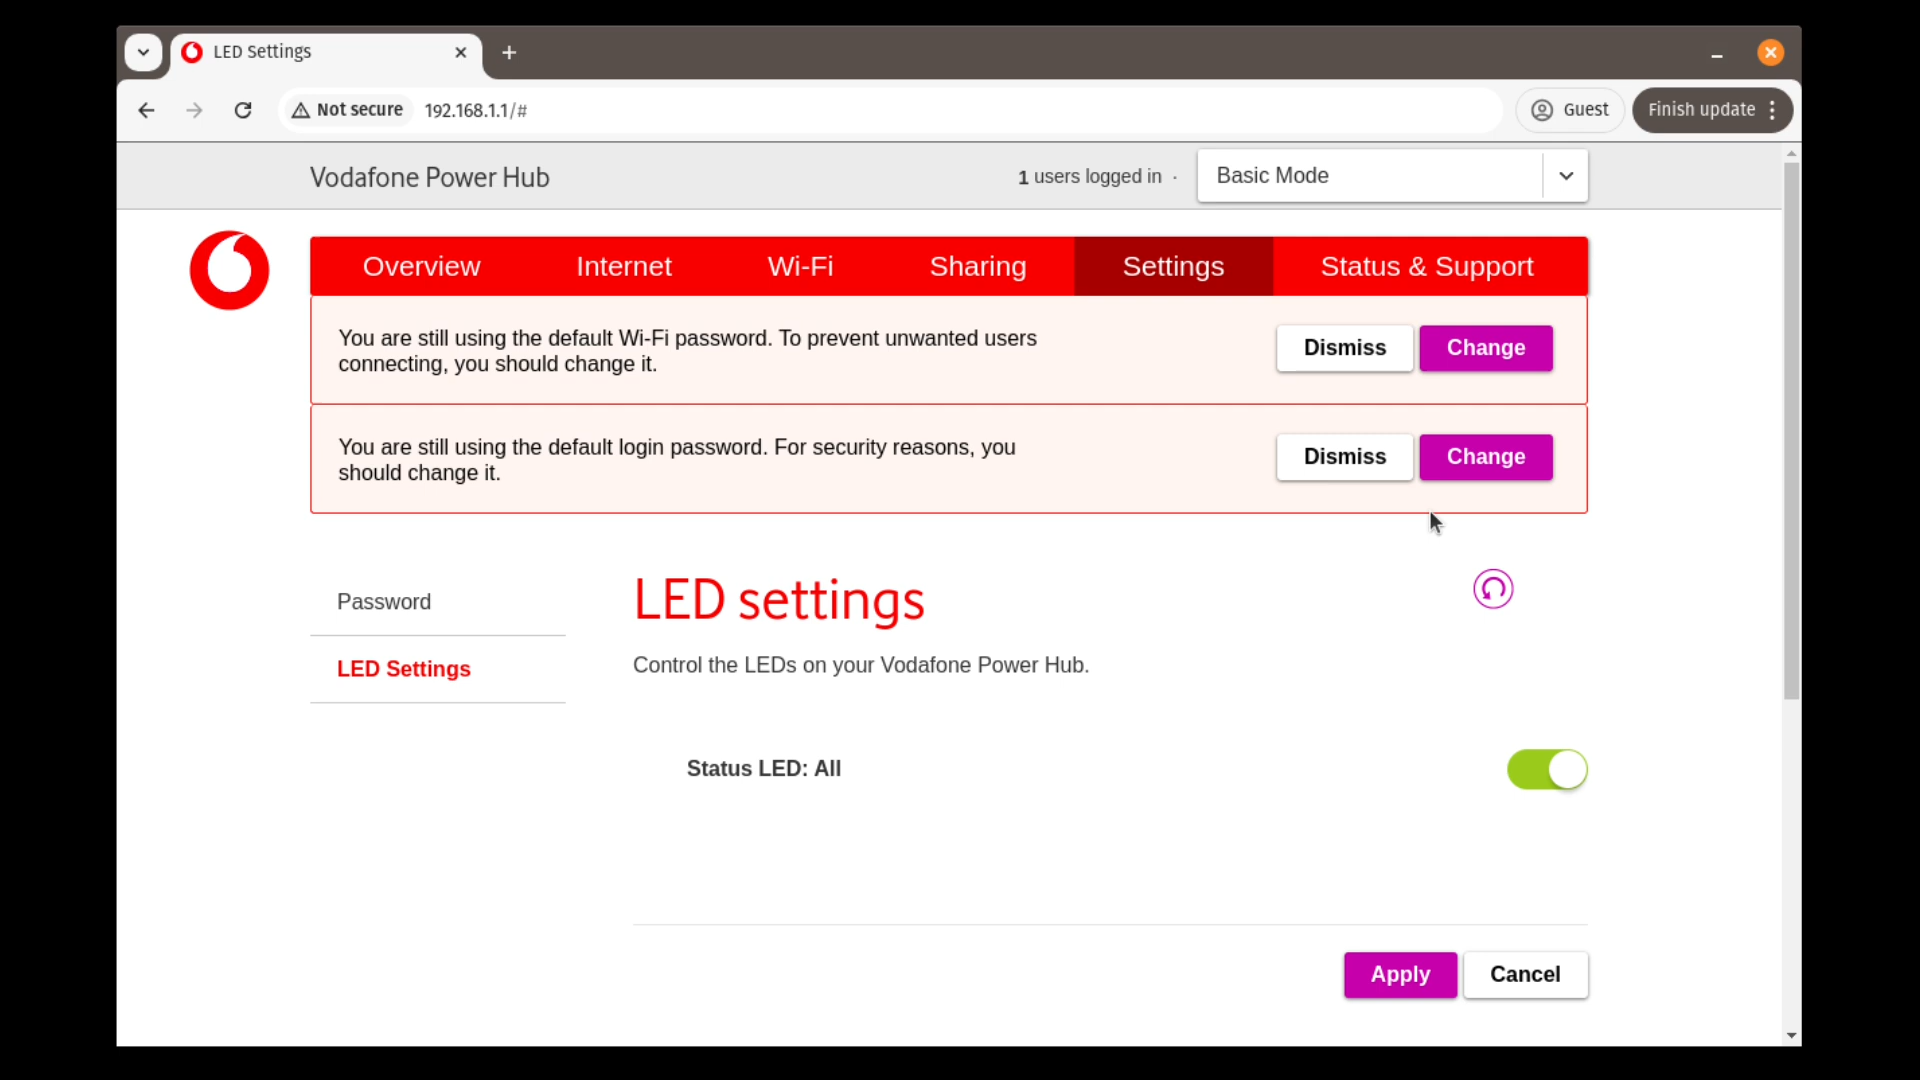 LED Settings
Not secure 192.168.1.1/# Guest Finish update
Vodafone Power Hub 1 users logged in · Basic Mode
Overview Internet Wi-Fi Sharing Settings Status & Support
You are still using the default Wi-Fi password. To prevent unwanted users
connecting, you should change it.
Dismiss Change
You are still using the default login password. For security reasons, you
should change it.
Dismiss Change
Password
LED Settings
LED settings
Control the LEDs on your Vodafone Power Hub.
Status LED: All
Apply Cancel